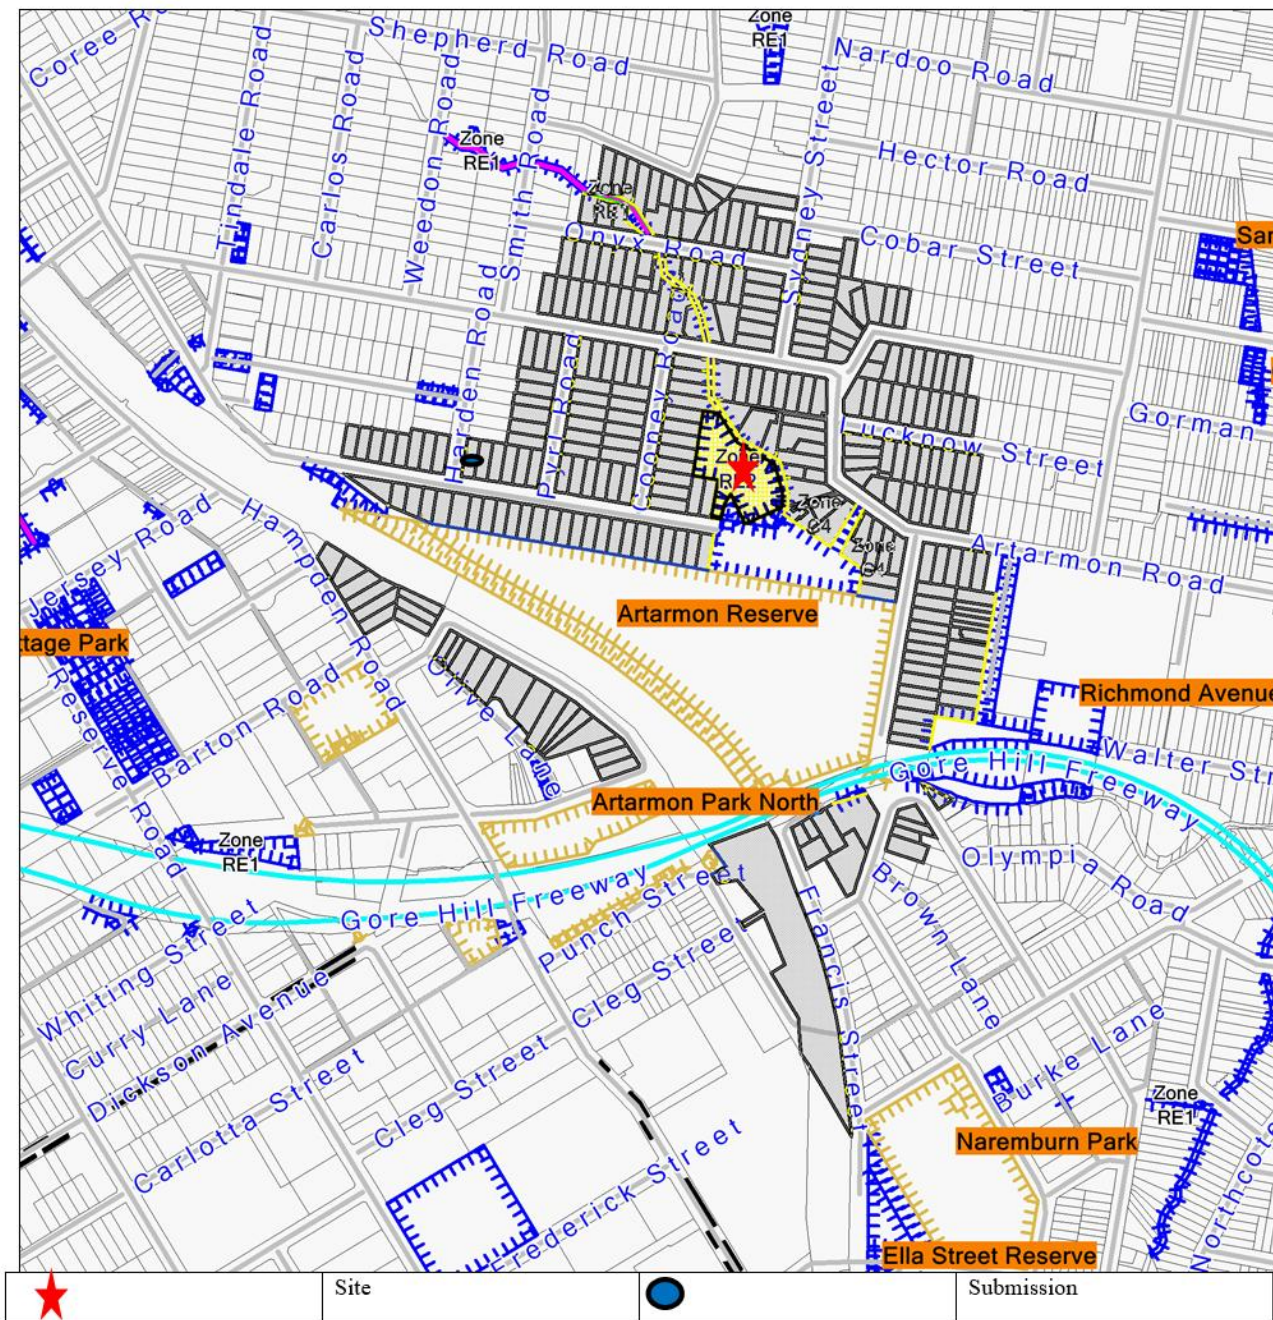 Coree
Shepherd Road
Zone
RE1
Nardoo Road
Tindale Road
Carlos Road
Weedon Road
Smith Road
Zone
RE1
Sydney Street
Hector Road
Zone
RE1
Onyx Road
Cobar Street
San
Harden Road
Pyrl Road
Cooney Road
Lucknow Street
Gorman
Zone
RE2
Zone
C4
Zone
C4
Artarmon Road
Jersey Road
Hampden Road
Artarmon Reserve
ttage Park
Reserve Road
Barton Road
Clive Lane
Richmond Avenue
Walter Str
Gore Hill Freeway
Artarmon Park North
Zone
RE1
Olympia Road
Gore Hill Freeway
Punch Street
Brown Lane
Francis Street
Whiting Street
Curry Lane
Dickson Avenue
Cleg Street
Carlotta Street
Cleg Street
Burke Lane
Zone
RE1
Naremburn Park
Frederick Street
Northcote
Ella Street Reserve
Site
Submission